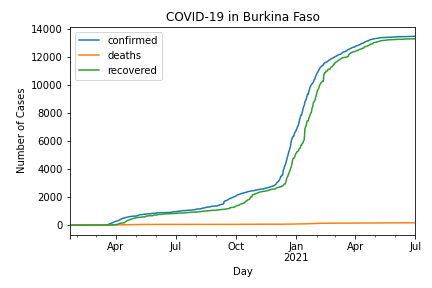 COVID-19 in Burkina Faso
confirmed
deaths
recovered
Number of Cases
14000
12000
10000
8000
6000
4000
2000
0
Apr
Jul
Oct
Jan
2021
Apr
Jul
Day